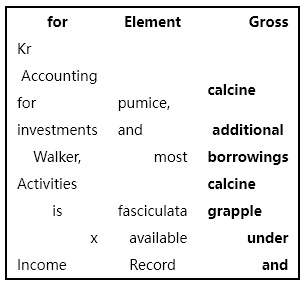 for Element Gross
Kr
Accounting
calcine
for pumice,
investments and additional
Walker, most borrowings
Activities calcine
is fasciculata grapple
x available under
Income Record and